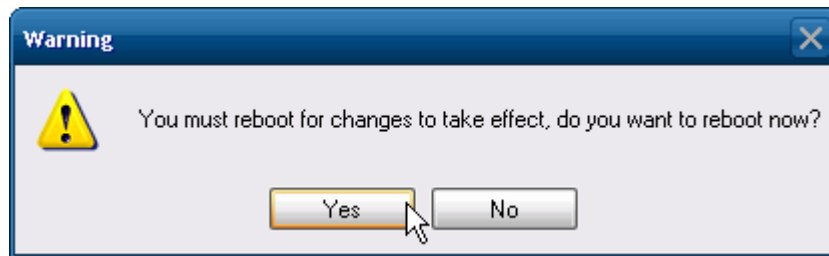 Warning
You must reboot for changes to take effect, do you want to reboot now?
Yes No